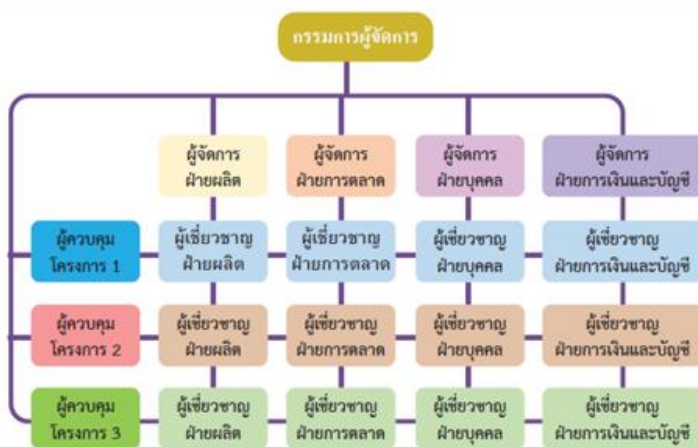 กรรมการผู้จัดการ
ผู้จัดการ
ฝ่ายผลิต
ผู้จัดการ
ฝ่ายการตลาด
ผู้จัดการ
ฝ่ายบุคคล
ผู้จัดการ
ฝ่ายการเงินและบัญชี
ผู้ควบคุม
โครงการ 1
ผู้เชี่ยวชาญ
ฝ่ายผลิต
ผู้เชี่ยวชาญ
ฝ่ายการตลาด
ผู้เชี่ยวชาญ
ฝ่ายบุคคล
ผู้เชี่ยวชาญ
ฝ่ายการเงินและบัญชี
ผู้ควบคุม
โครงการ 2
ผู้เชี่ยวชาญ
ฝ่ายผลิต
ผู้เชี่ยวชาญ
ฝ่ายการตลาด
ผู้เชี่ยวชาญ
ฝ่ายบุคคล
ผู้เชี่ยวชาญ
ฝ่ายการเงินและบัญชี
ผู้ควบคุม
โครงการ 3
ผู้เชี่ยวชาญ
ฝ่ายผลิต
ผู้เชี่ยวชาญ
ฝ่ายการตลาด
ผู้เชี่ยวชาญ
ฝ่ายบุคคล
ผู้เชี่ยวชาญ
ฝ่ายการเงินและบัญชี